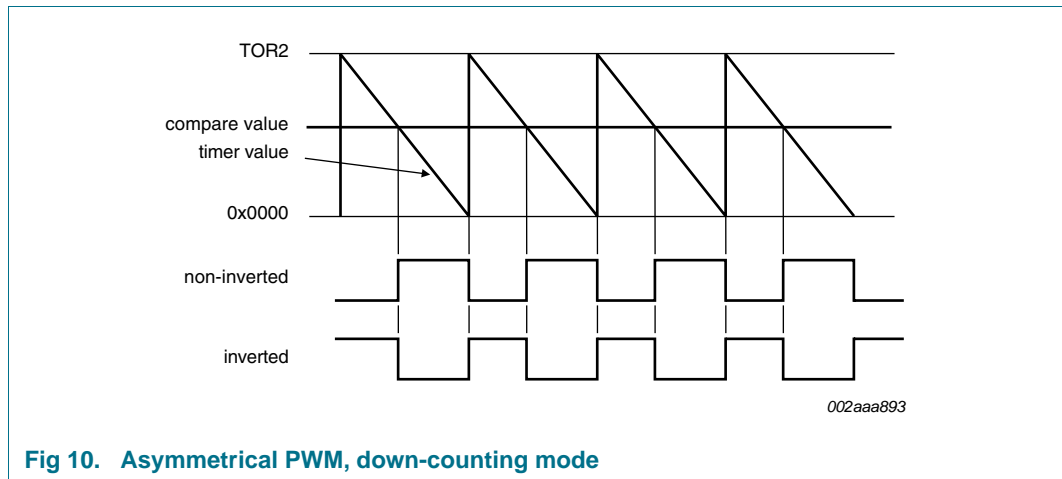 TOR2
compare value
timer value
0x0000
non-inverted
inverted
002aaa893
Fig 10. Asymmetrical PWM, down-counting mode